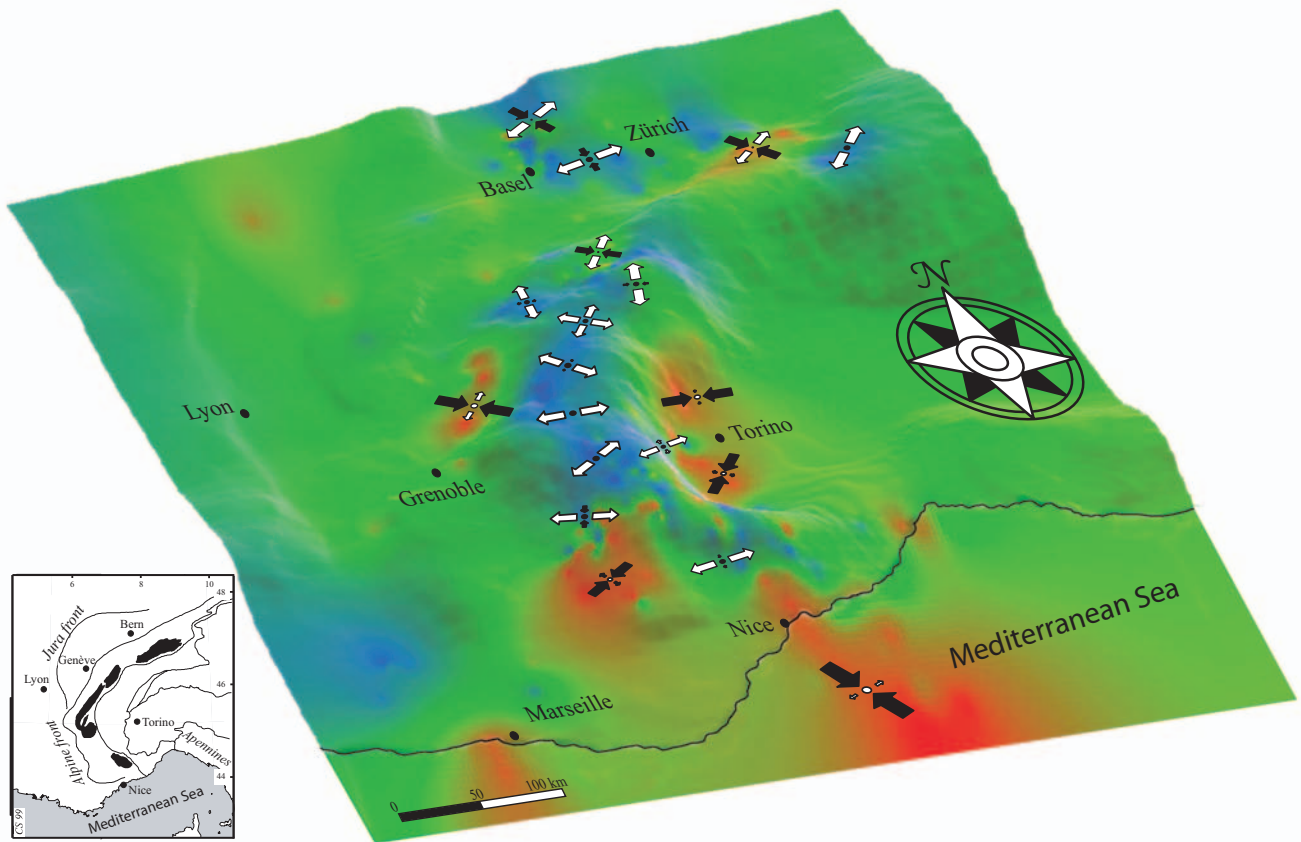 Zürich
Basel
N
Lyon
Torino
Grenoble
Nice
Mediterranean Sea
Marseille
0 50 100 km
6 8 10
48
Jura front
Bern
Genève
Lyon
46
Torino
Alpine front
Apennines
44
Nice
Mediterranean Sea
CS 99